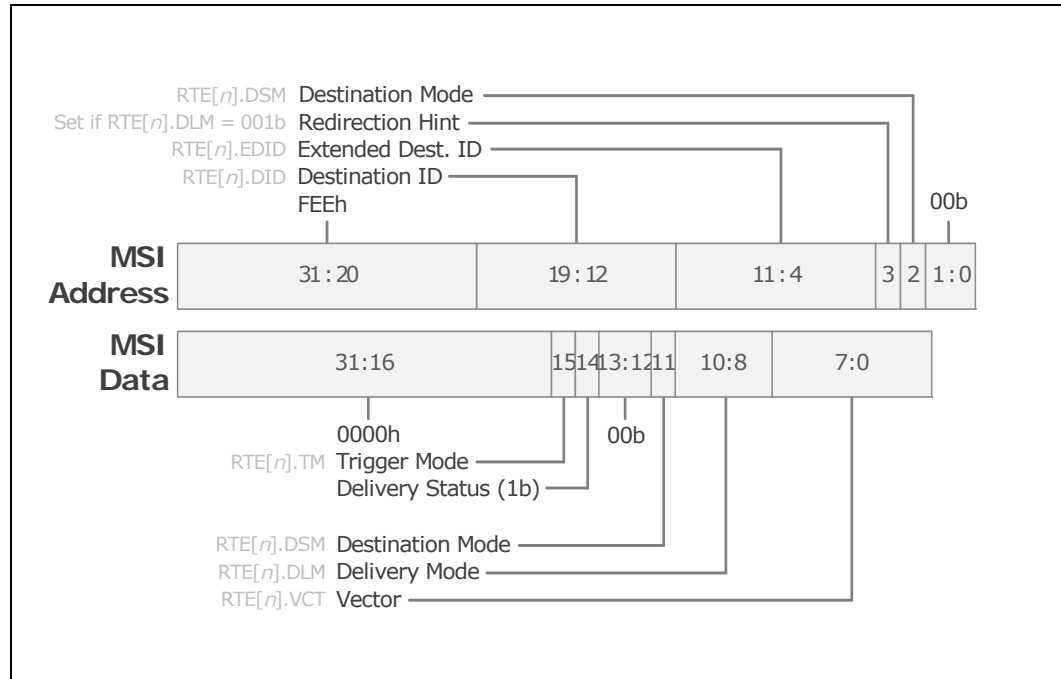 RTE[n].DSM Destination Mode
Set if RTE[n].DLM = 001b Redirection Hint
RTE[n].EDID Extended Dest. ID
RTE[n].DID Destination ID
FEEh 00b
MSI Address 31:20 19:12 11:4 3 2 1:0
MSI Data 31:16 15 14 13:12 11 10:8 7:0
0000h 00b
RTE[n].TM Trigger Mode
Delivery Status (1b)
RTE[n].DSM Destination Mode
RTE[n].DLM Delivery Mode
RTE[n].VCT Vector